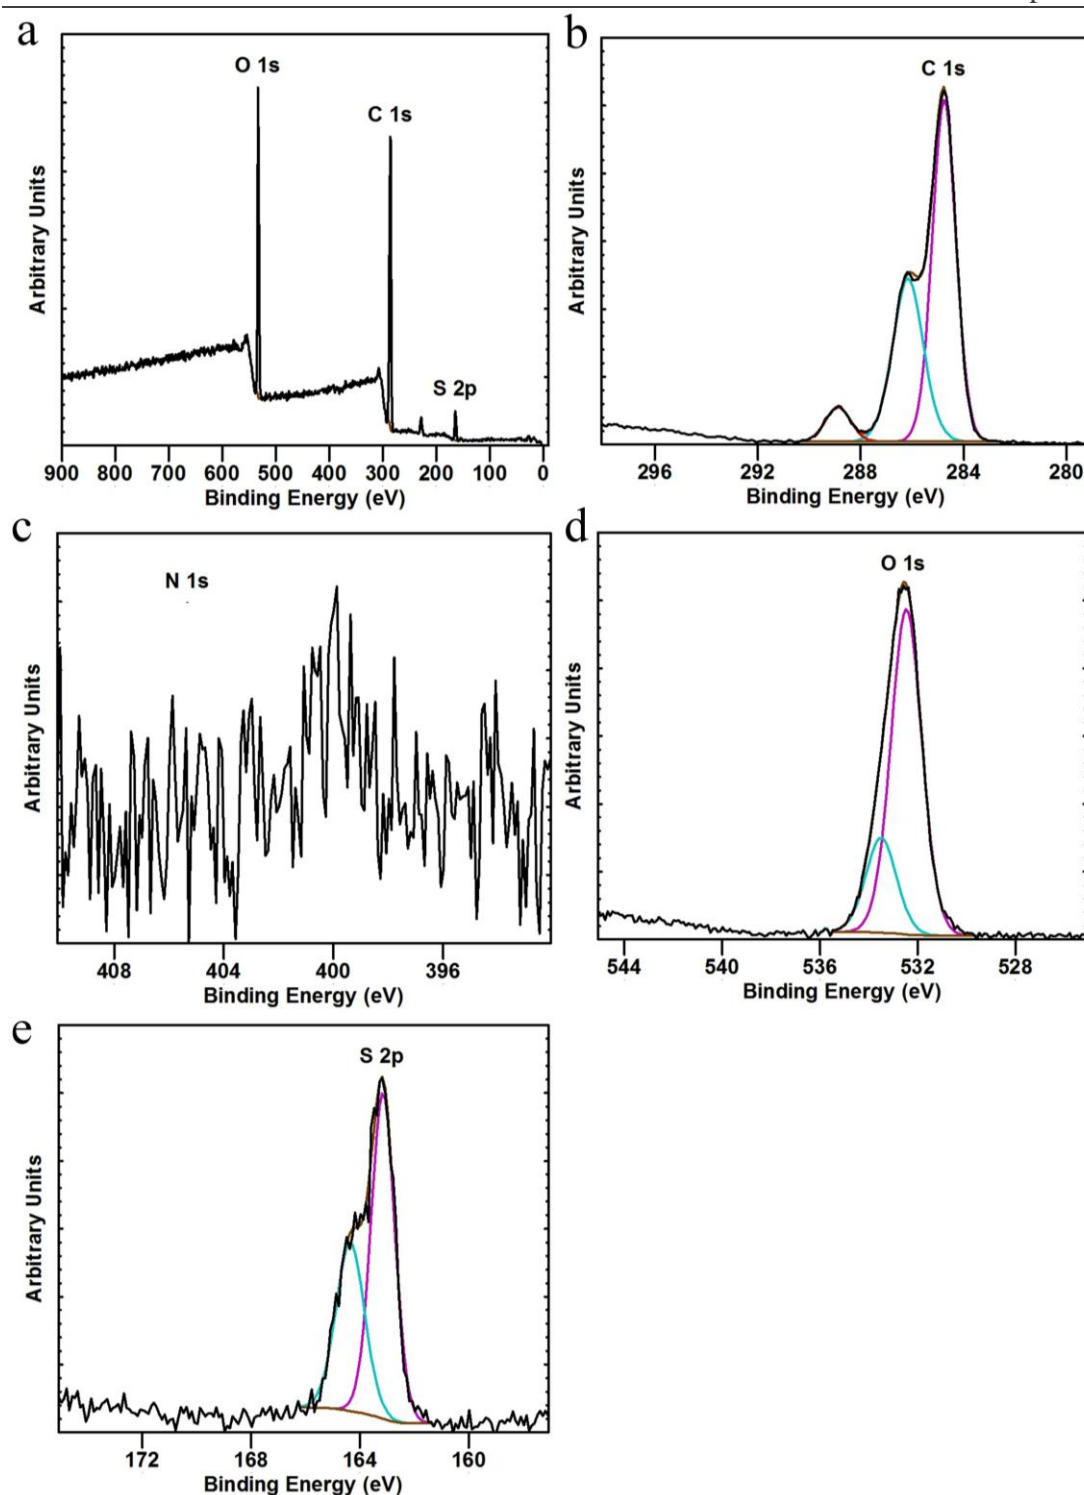 a
O 1s
C 1s
S 2p
Arbitrary Units
900 800 700 600 500 400 300 200 100 0
Binding Energy (eV)
b
C 1s
Arbitrary Units
296 292 288 284 280
Binding Energy (eV)
c
N 1s
Arbitrary Units
408 404 400 396
Binding Energy (eV)
d
O 1s
Arbitrary Units
544 540 536 532 528
Binding Energy (eV)
e
S 2p
Arbitrary Units
172 168 164 160
Binding Energy (eV)